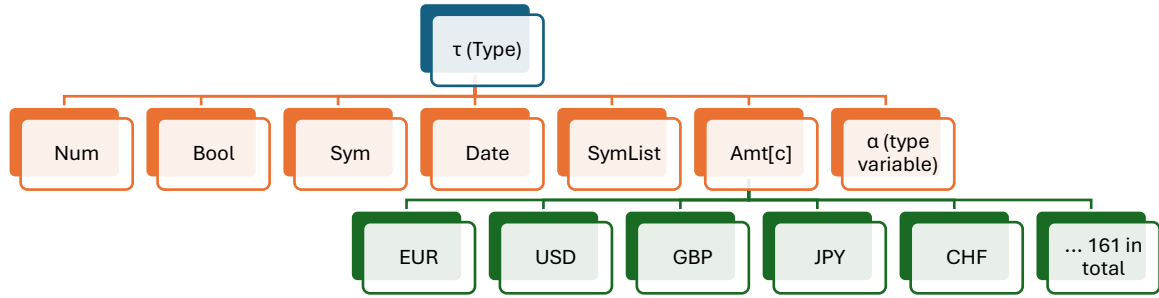 τ (Type)
Num
Bool
Sym
Date
SymList
Amt[c]
α (type
variable)
EUR
USD
GBP
JPY
CHF
... 161 in
total